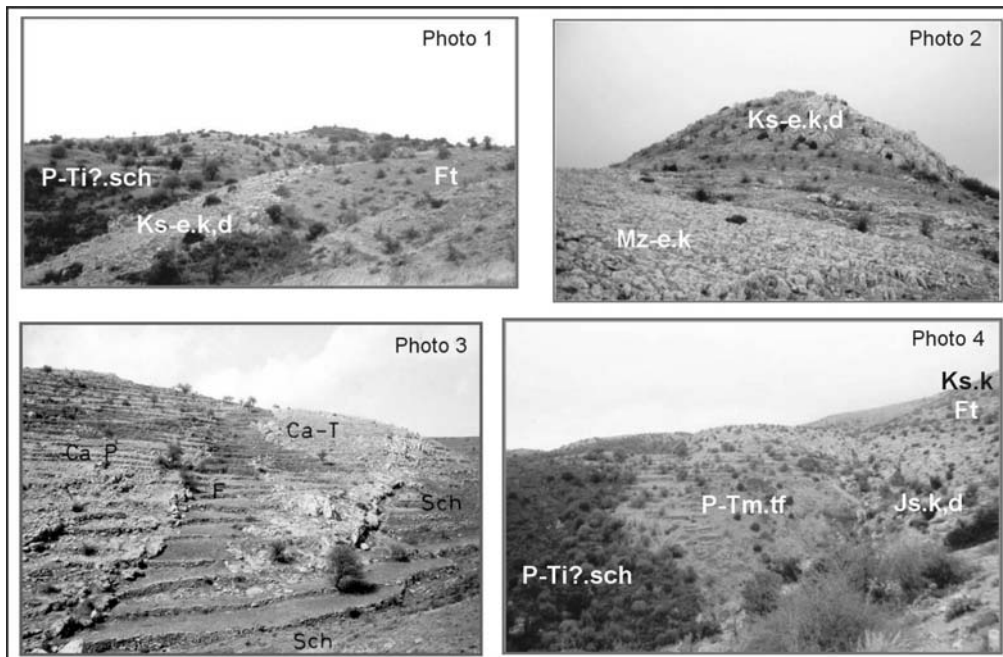 Photo 1
P-Ti?.sch
Ft
Ks-e.k,d
Photo 2
Ks-e.k,d
Mz-e.k
Photo 3
Ca-T
Ca P
F
Sch
Sch
Photo 4
Ks.k
Ft
P-Tm.tf
Js.k,d
P-Ti?.sch